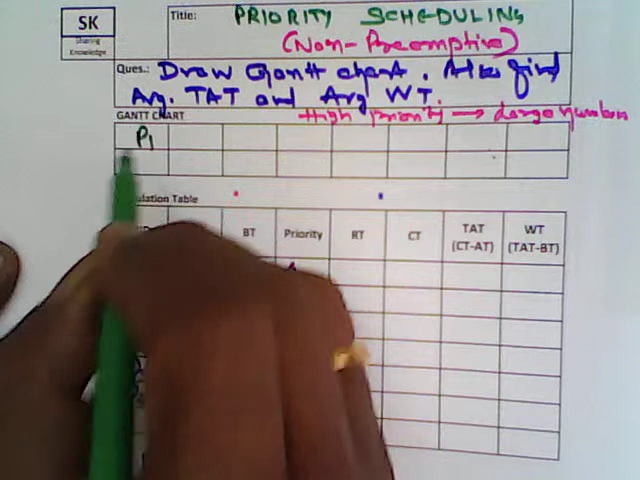 SK
Sharing
Knowledge
Title: PRIORITY SCHEDULING
(Non-Preemptive)
Ques.: Draw Gantt chart. Also find
Avg. TAT and Avg WT.
GANTT CHART
High priority → Large number
P1
Table
BT Priority RT CT TAT (CT-AT) WT (TAT-BT)